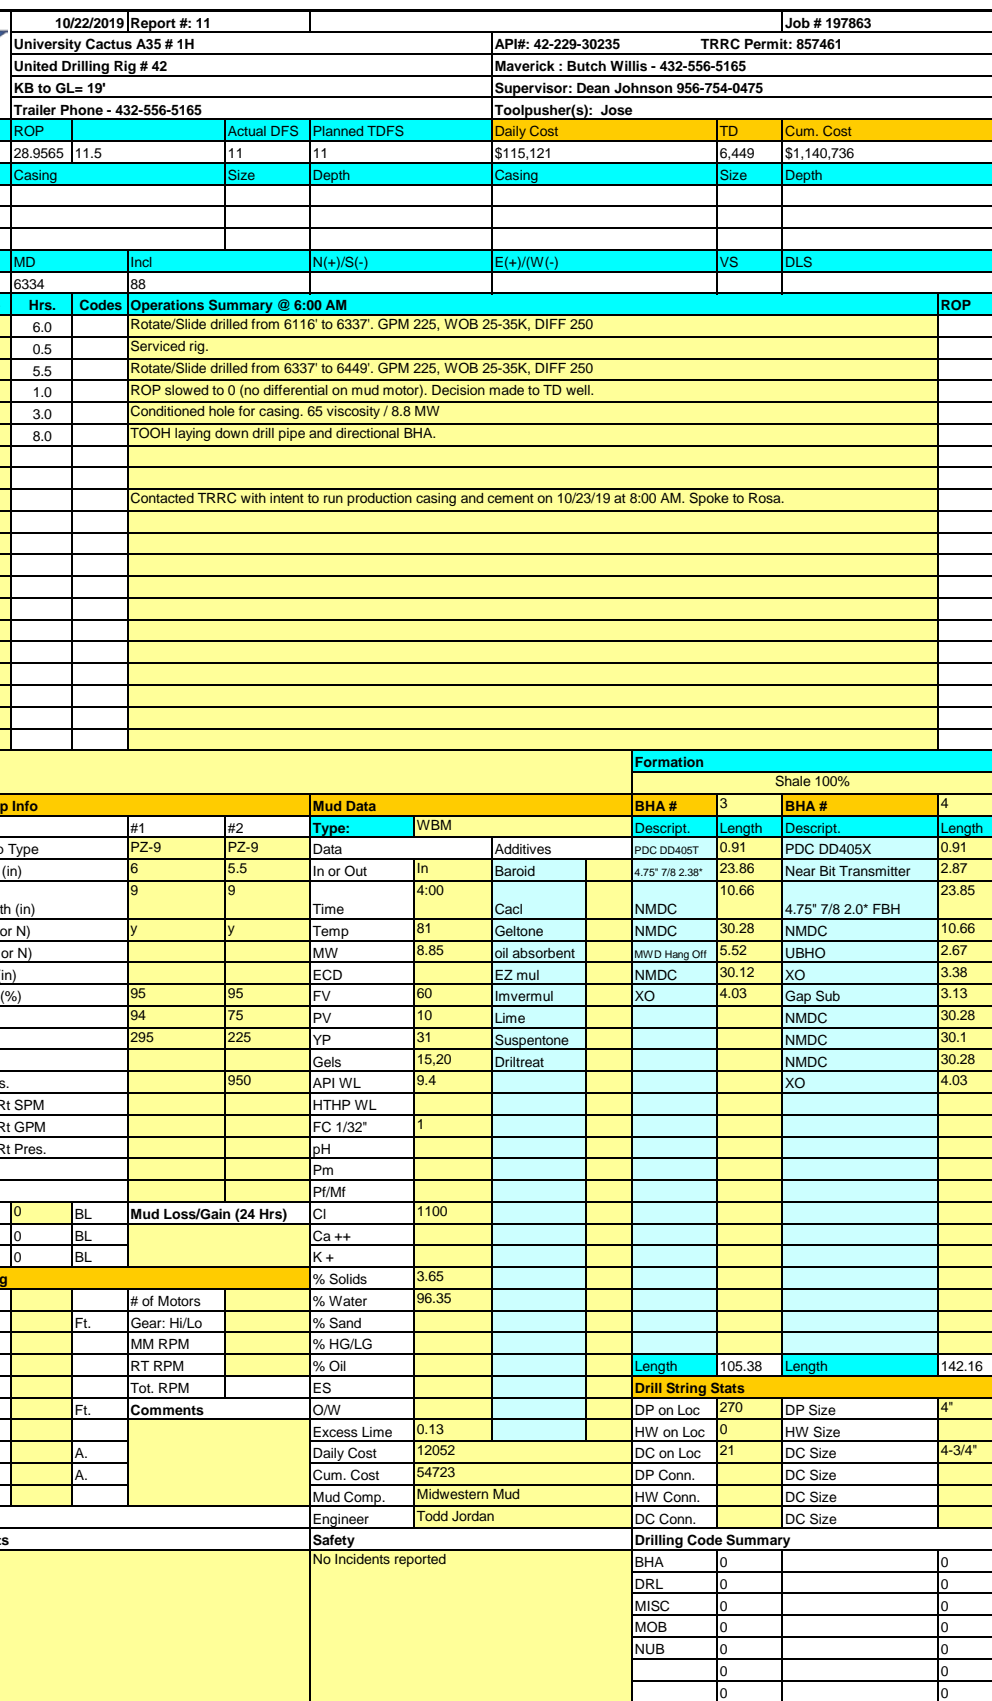 10/22/2019 Report #: 11 Job # 197863
University Cactus A35 # 1H API#: 42-229-30235 TRRC Permit: 857461
United Drilling Rig # 42 Maverick : Butch Willis - 432-556-5165
KB to GL= 19' Supervisor: Dean Johnson 956-754-0475
Trailer Phone - 432-556-5165 Toolpusher(s): Jose
ROP Actual DFS Planned TDFS Daily Cost TD Cum. Cost
28.9565 11.5 11 11 $115,121 6,449 $1,140,736
Casing Size Depth Casing Size Depth
MD Incl N(+)/S(-) E(+)/(W(-) VS DLS
6334 88
Hrs. Codes Operations Summary @ 6:00 AM ROP
6.0 Rotate/Slide drilled from 6116' to 6337'. GPM 225, WOB 25-35K, DIFF 250
0.5 Serviced rig.
5.5 Rotate/Slide drilled from 6337' to 6449'. GPM 225, WOB 25-35K, DIFF 250
1.0 ROP slowed to 0 (no differential on mud motor). Decision made to TD well.
3.0 Conditioned hole for casing. 65 viscosity / 8.8 MW
8.0 TOOH laying down drill pipe and directional BHA.
Contacted TRRC with intent to run production casing and cement on 10/23/19 at 8:00 AM. Spoke to Rosa.
Formation
Shale 100%
p Info Mud Data BHA # 3 BHA # 4
#1 #2 Type: WBM Descript. Length Descript. Length
o Type PZ-9 PZ-9 Data Additives PDC DD405T 0.91 PDC DD405X 0.91
(in) 6 5.5 In or Out In Baroid 4.75" 7/8 2.38* 23.86 Near Bit Transmitter 2.87
th (in) 9 9 Time 4:00 Cacl NMDC 10.66 4.75" 7/8 2.0* FBH 23.85
or N) y y Temp 81 Geltone NMDC 30.28 NMDC 10.66
or N) MW 8.85 oil absorbent MWD Hang Off 5.52 UBHO 2.67
in) ECD EZ mul NMDC 30.12 XO 3.38
(%) 95 95 FV 60 Imvermul XO 4.03 Gap Sub 3.13
94 75 PV 10 Lime NMDC 30.28
295 225 YP 31 Suspentone NMDC 30.1
Gels 15,20 Driltreat NMDC 30.28
s. 950 API WL 9.4 XO 4.03
Rt SPM HTHP WL
Rt GPM FC 1/32" 1
Rt Pres. pH
Pm
Pf/Mf
0 BL Mud Loss/Gain (24 Hrs) Cl 1100
0 BL Ca ++
0 BL K +
g % Solids 3.65
# of Motors % Water 96.35
Ft. Gear: Hi/Lo % Sand
MM RPM % HG/LG
RT RPM % Oil Length 105.38 Length 142.16
Tot. RPM ES Drill String Stats
Ft. Comments O/W DP on Loc 270 DP Size 4"
Excess Lime 0.13 HW on Loc 0 HW Size
A. Daily Cost 12052 DC on Loc 21 DC Size 4-3/4"
A. Cum. Cost 54723 DP Conn. DC Size
Mud Comp. Midwestern Mud HW Conn. DC Size
Engineer Todd Jordan DC Conn. DC Size
ts Safety Drilling Code Summary
No Incidents reported BHA 0 0
DRL 0 0
MISC 0 0
MOB 0 0
NUB 0 0
0 0
0 0